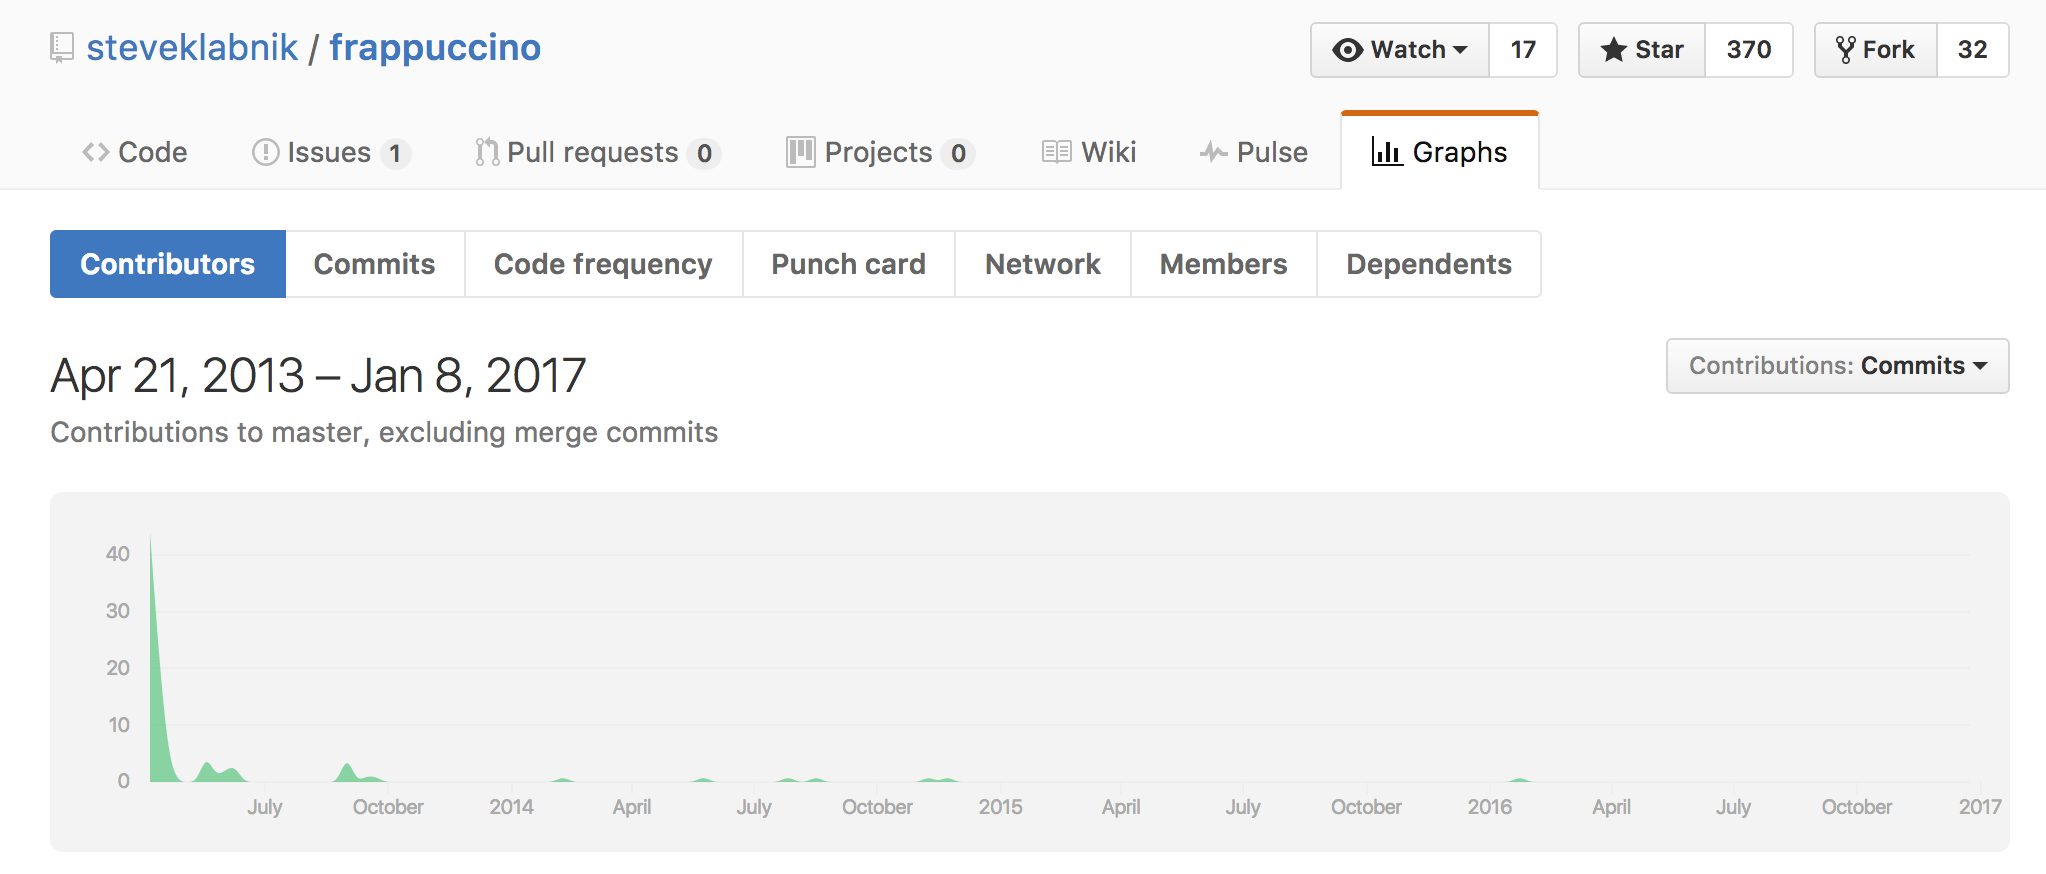 steveklabnik / frappuccino
Watch 17 Star 370 Fork 32
Code Issues 1 Pull requests 0 Projects 0 Wiki Pulse Graphs
Contributors Commits Code frequency Punch card Network Members Dependents
Apr 21, 2013 – Jan 8, 2017
Contributions: Commits
Contributions to master, excluding merge commits
40
30
20
10
0
July October 2014 April July October 2015 April July October 2016 April July October 2017